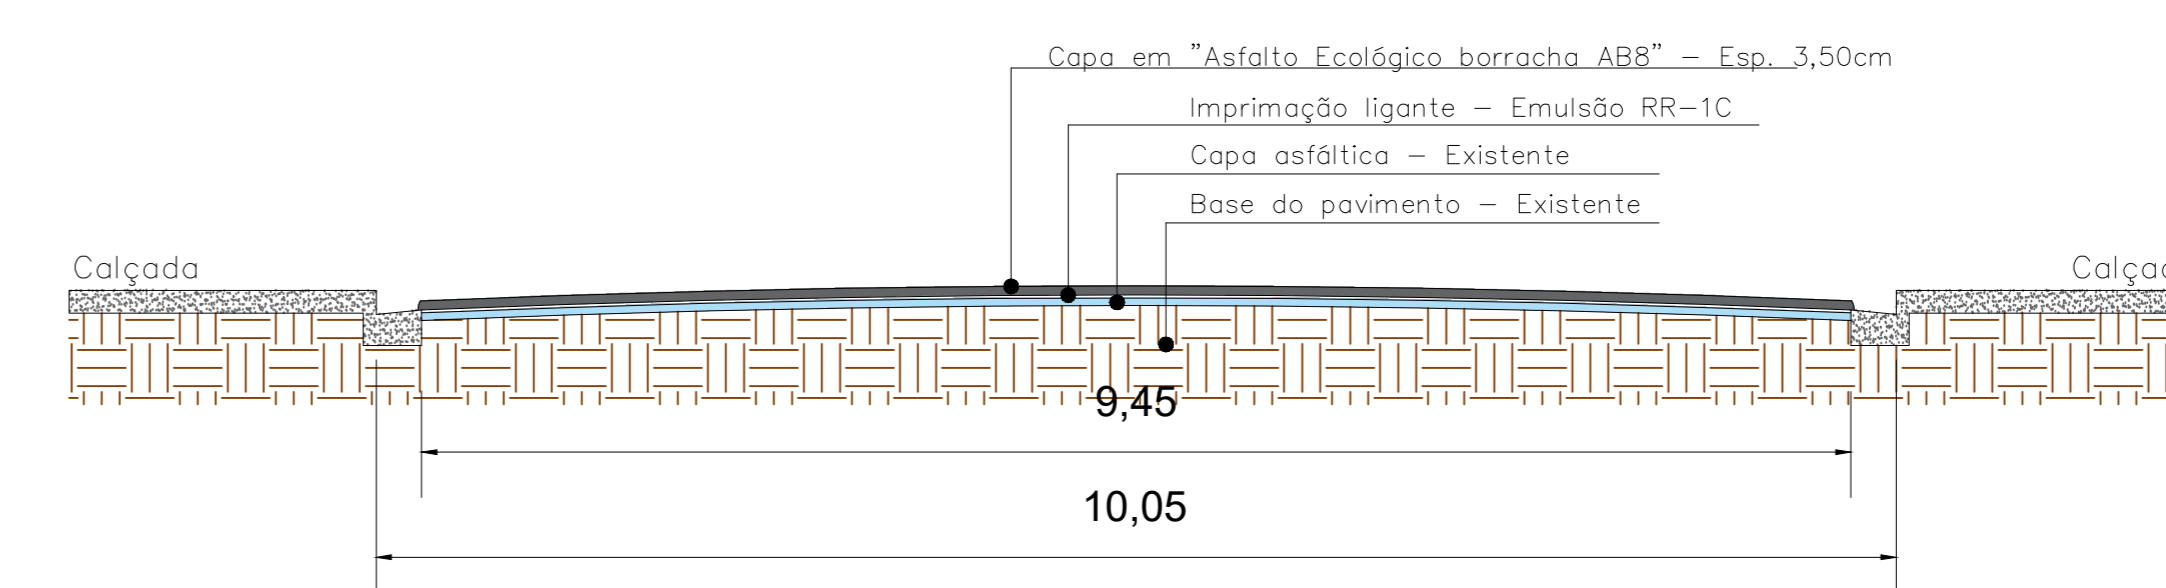 Capa em "Asfalto Ecológico borracha AB8" - Esp. 3,50cm
Imprimação ligante - Emulsão RR-1C
Capa asfáltica - Existente
Base do pavimento - Existente
Calçada
9,45
10,05